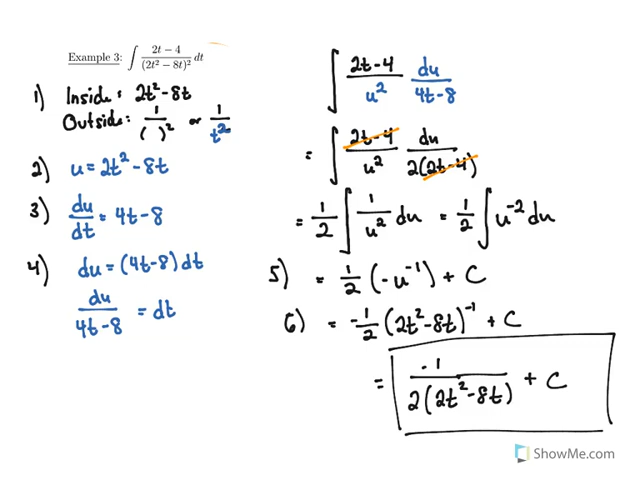 Example 3: ∫ (2t − 4)/(2t² − 8t)² dt
1) Inside: 2t² - 8t
Outside: 1/( )² or 1/t²
2) u = 2t² - 8t
3) du/dt = 4t - 8
4) du = (4t - 8) dt
du/(4t - 8) = dt
∫ (2t - 4)/u² du/(4t - 8)
= ∫ (2t - 4)/u² du/(2(2t - 4))
= 1/2 ∫ 1/u² du = 1/2 ∫ u⁻² du
5) = 1/2 (-u⁻¹) + C
6) = -1/2 (2t² - 8t)⁻¹ + C
= -1/(2(2t² - 8t)) + C
ShowMe.com